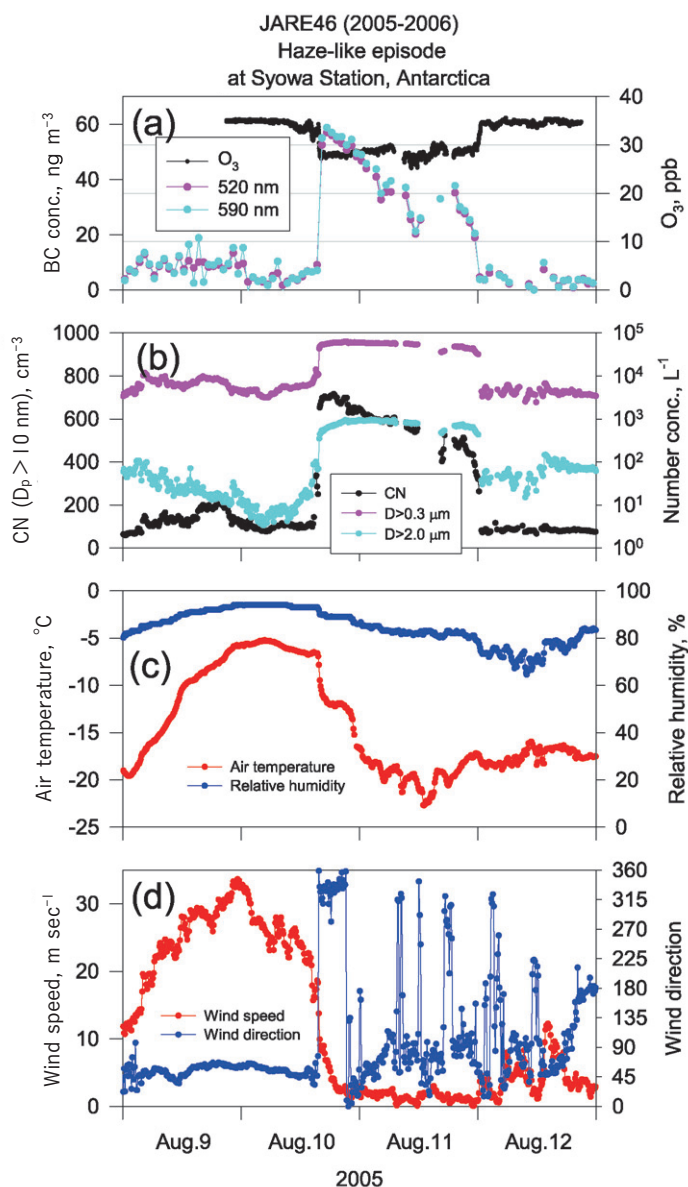 JARE46 (2005-2006)
Haze-like episode
at Syowa Station, Antarctica
(a)
BC conc., ng m⁻³
60
40
20
0
O₃
520 nm
590 nm
40
30
20
10
0
O₃, ppb
(b)
CN (Dₚ > 10 nm), cm⁻³
1000
800
600
400
200
0
CN
D>0.3 μm
D>2.0 μm
10⁵
10⁴
10³
10²
10¹
10⁰
Number conc., L⁻¹
(c)
Air temperature, °C
0
-5
-10
-15
-20
-25
Air temperature
Relative humidity
100
80
60
40
20
0
Relative humidity, %
(d)
Wind speed, m sec⁻¹
30
20
10
0
Wind speed
Wind direction
360
315
270
225
180
135
90
45
0
Wind direction
Aug.9 Aug.10 Aug.11 Aug.12
2005